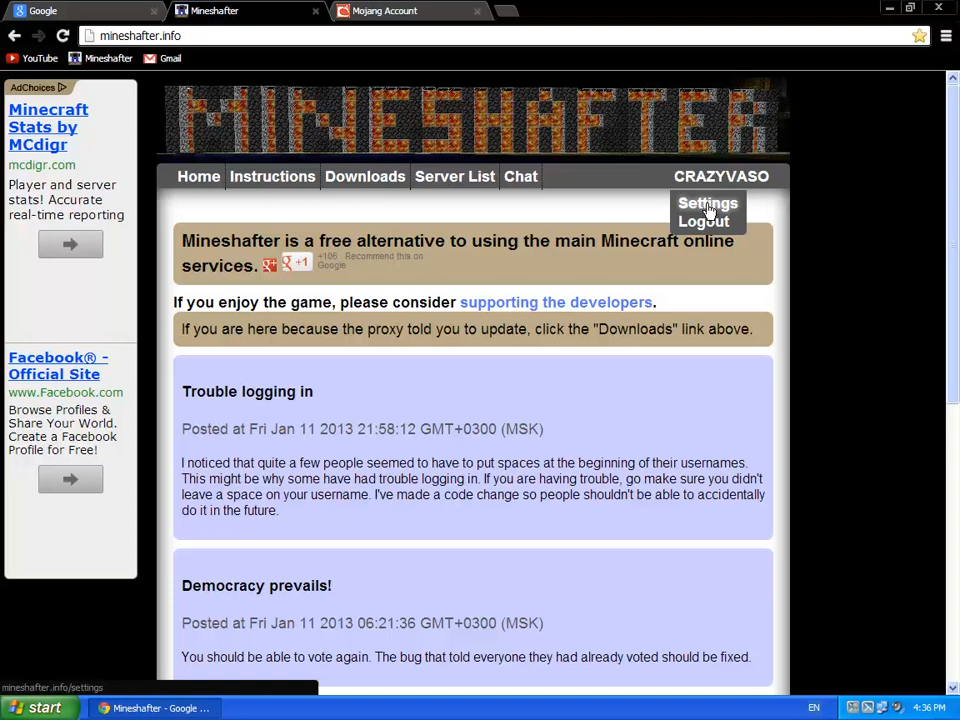 Google
Mineshafter
Mojang Account
mineshafter.info
YouTube
Mineshafter
Gmail
AdChoices
Minecraft
Stats by
MCdigr
mcdigr.com
Player and server
stats! Accurate
real-time reporting
Facebook® -
Official Site
www.Facebook.com
Browse Profiles &
Share Your World.
Create a Facebook
Profile for Free!
MINESHAFTER
Home
Instructions
Downloads
Server List
Chat
CRAZYVASO
Settings
Logout
Mineshafter is a free alternative to using the main Minecraft online
services. +1 +106 Recommend this on
Google
If you enjoy the game, please consider supporting the developers.
If you are here because the proxy told you to update, click the "Downloads" link above.
Trouble logging in
Posted at Fri Jan 11 2013 21:58:12 GMT+0300 (MSK)
I noticed that quite a few people seemed to have to put spaces at the beginning of their usernames.
This might be why some have had trouble logging in. If you are having trouble, go make sure you didn't
leave a space on your username. I've made a code change so people shouldn't be able to accidentally
do it in the future.
Democracy prevails!
Posted at Fri Jan 11 2013 06:21:36 GMT+0300 (MSK)
You should be able to vote again. The bug that told everyone they had already voted should be fixed.
mineshafter.info/settings
start
Mineshafter - Google ...
EN
4:36 PM